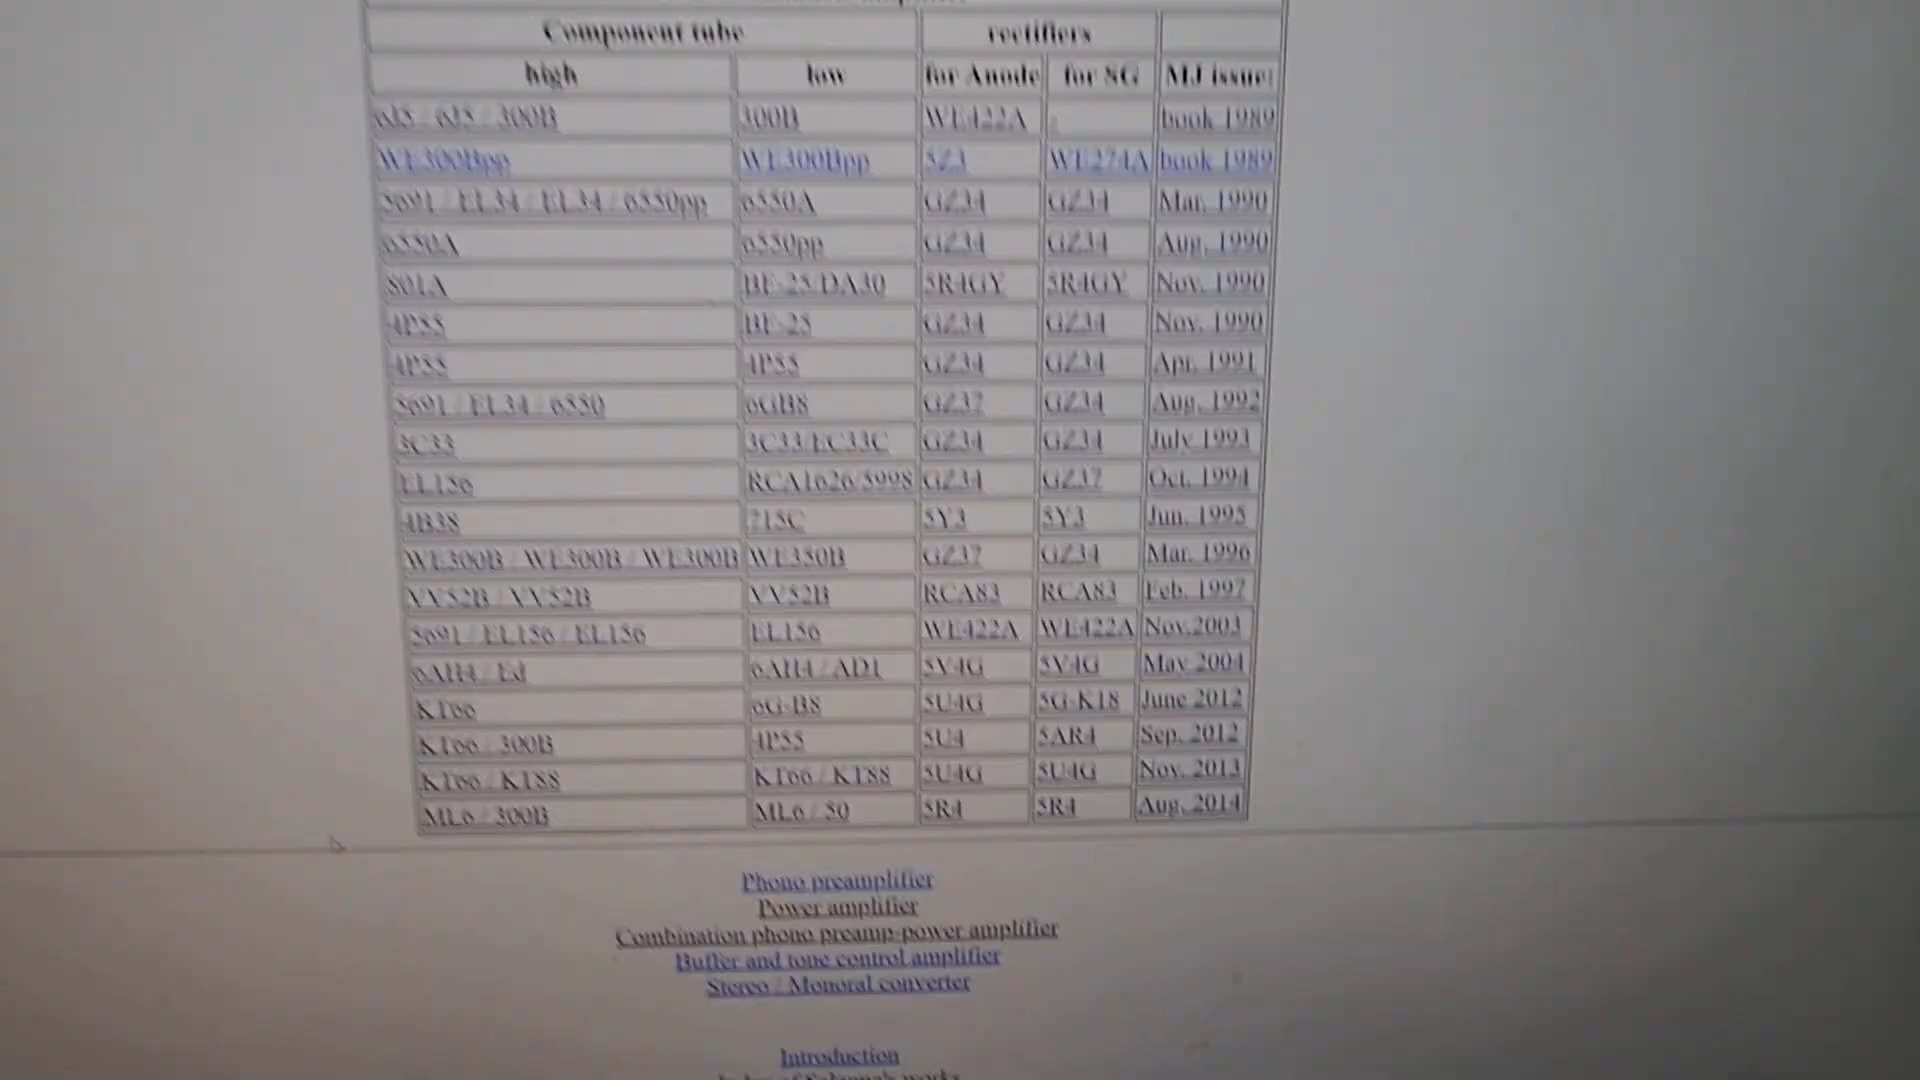 Component tube rectifiers
high low for Anode for SG MJ issue:
6J5 / 6J5 / 300B 300B WE422A - book 1989
WE300Bpp WE300Bpp 5Z3 WE274A book 1989
5691 / EL34 / EL34 / 6550pp 6550A GZ34 GZ34 Mar. 1990
6550A 6550pp GZ34 GZ34 Aug. 1990
801A BF-25/DA30 5R4GY 5R4GY Nov. 1990
4P55 BF-25 GZ34 GZ34 Nov. 1990
4P55 4P55 GZ34 GZ34 Apr. 1991
5691 / EL34 / 6550 6GB8 GZ37 GZ34 Aug. 1992
3C33 3C33/EC33C GZ34 GZ34 July 1993
EL156 RCA1626/5998 GZ34 GZ37 Oct. 1994
4B38 715C 5Y3 5Y3 Jun. 1995
WE300B / WE300B / WE300B WE350B GZ37 GZ34 Mar. 1996
VV52B / VV52B VV52B RCA83 RCA83 Feb. 1997
5691 / EL156 / EL156 EL156 WE422A WE422A Nov.2003
6AH4 / Ed 6AH4 / AD1 5V4G 5V4G May 2004
KT66 6G-B8 5U4G 5G-K18 June 2012
KT66 / 300B 4P55 5U4 5AR4 Sep. 2012
KT66 / KT88 KT66 / KT88 5U4G 5U4G Nov. 2013
ML6 / 300B ML6 / 50 5R4 5R4 Aug. 2014
Phono preamplifier
Power amplifier
Combination phono preamp-power amplifier
Buffer and tone control amplifier
Stereo / Monoral converter
Introduction